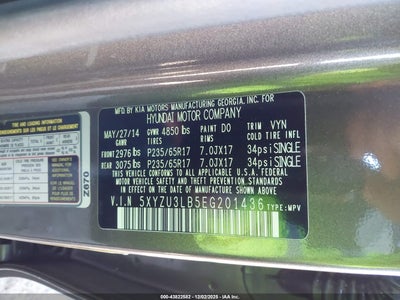 MFD BY KIA MOTORS MANUFACTURING GEORGIA, INC. FOR
HYUNDAI MOTOR COMPANY
MAY/27/14 GVWR 4850 lbs PAINT DO TRIM VYN
GAWR TIRES RIMS COLD TIRE INFL
FRONT 2976 lbs P235/65R17 7.0JX17 34psi SINGLE
REAR 3075 lbs P235/65R17 7.0JX17 34psi SINGLE
THIS VEHICLE CONFORMS TO ALL APPLICABLE U.S.A. FEDERAL
MOTOR VEHICLE SAFETY AND THEFT PREVENTION STANDARDS
IN EFFECT ON THE DATE OF MANUFACTURE SHOWN ABOVE.
V.I.N 5XYZU3LB5EG201436 TYPE:MPV
Z670
IAA - #: 43822582 - 12/02/2025 - IAAI.COM